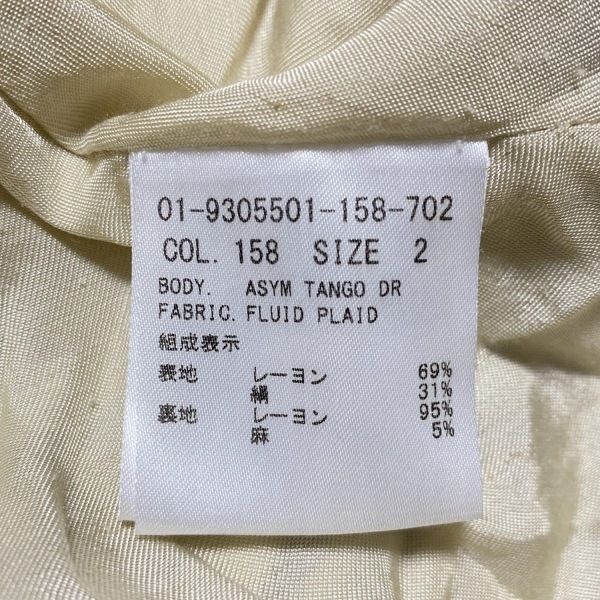 01-9305501-158-702
COL. 158 SIZE 2
BODY. ASYM TANGO DR
FABRIC. FLUID PLAID
組成表示
表地 レーヨン 69%
絹 31%
裏地 レーヨン 95%
麻 5%